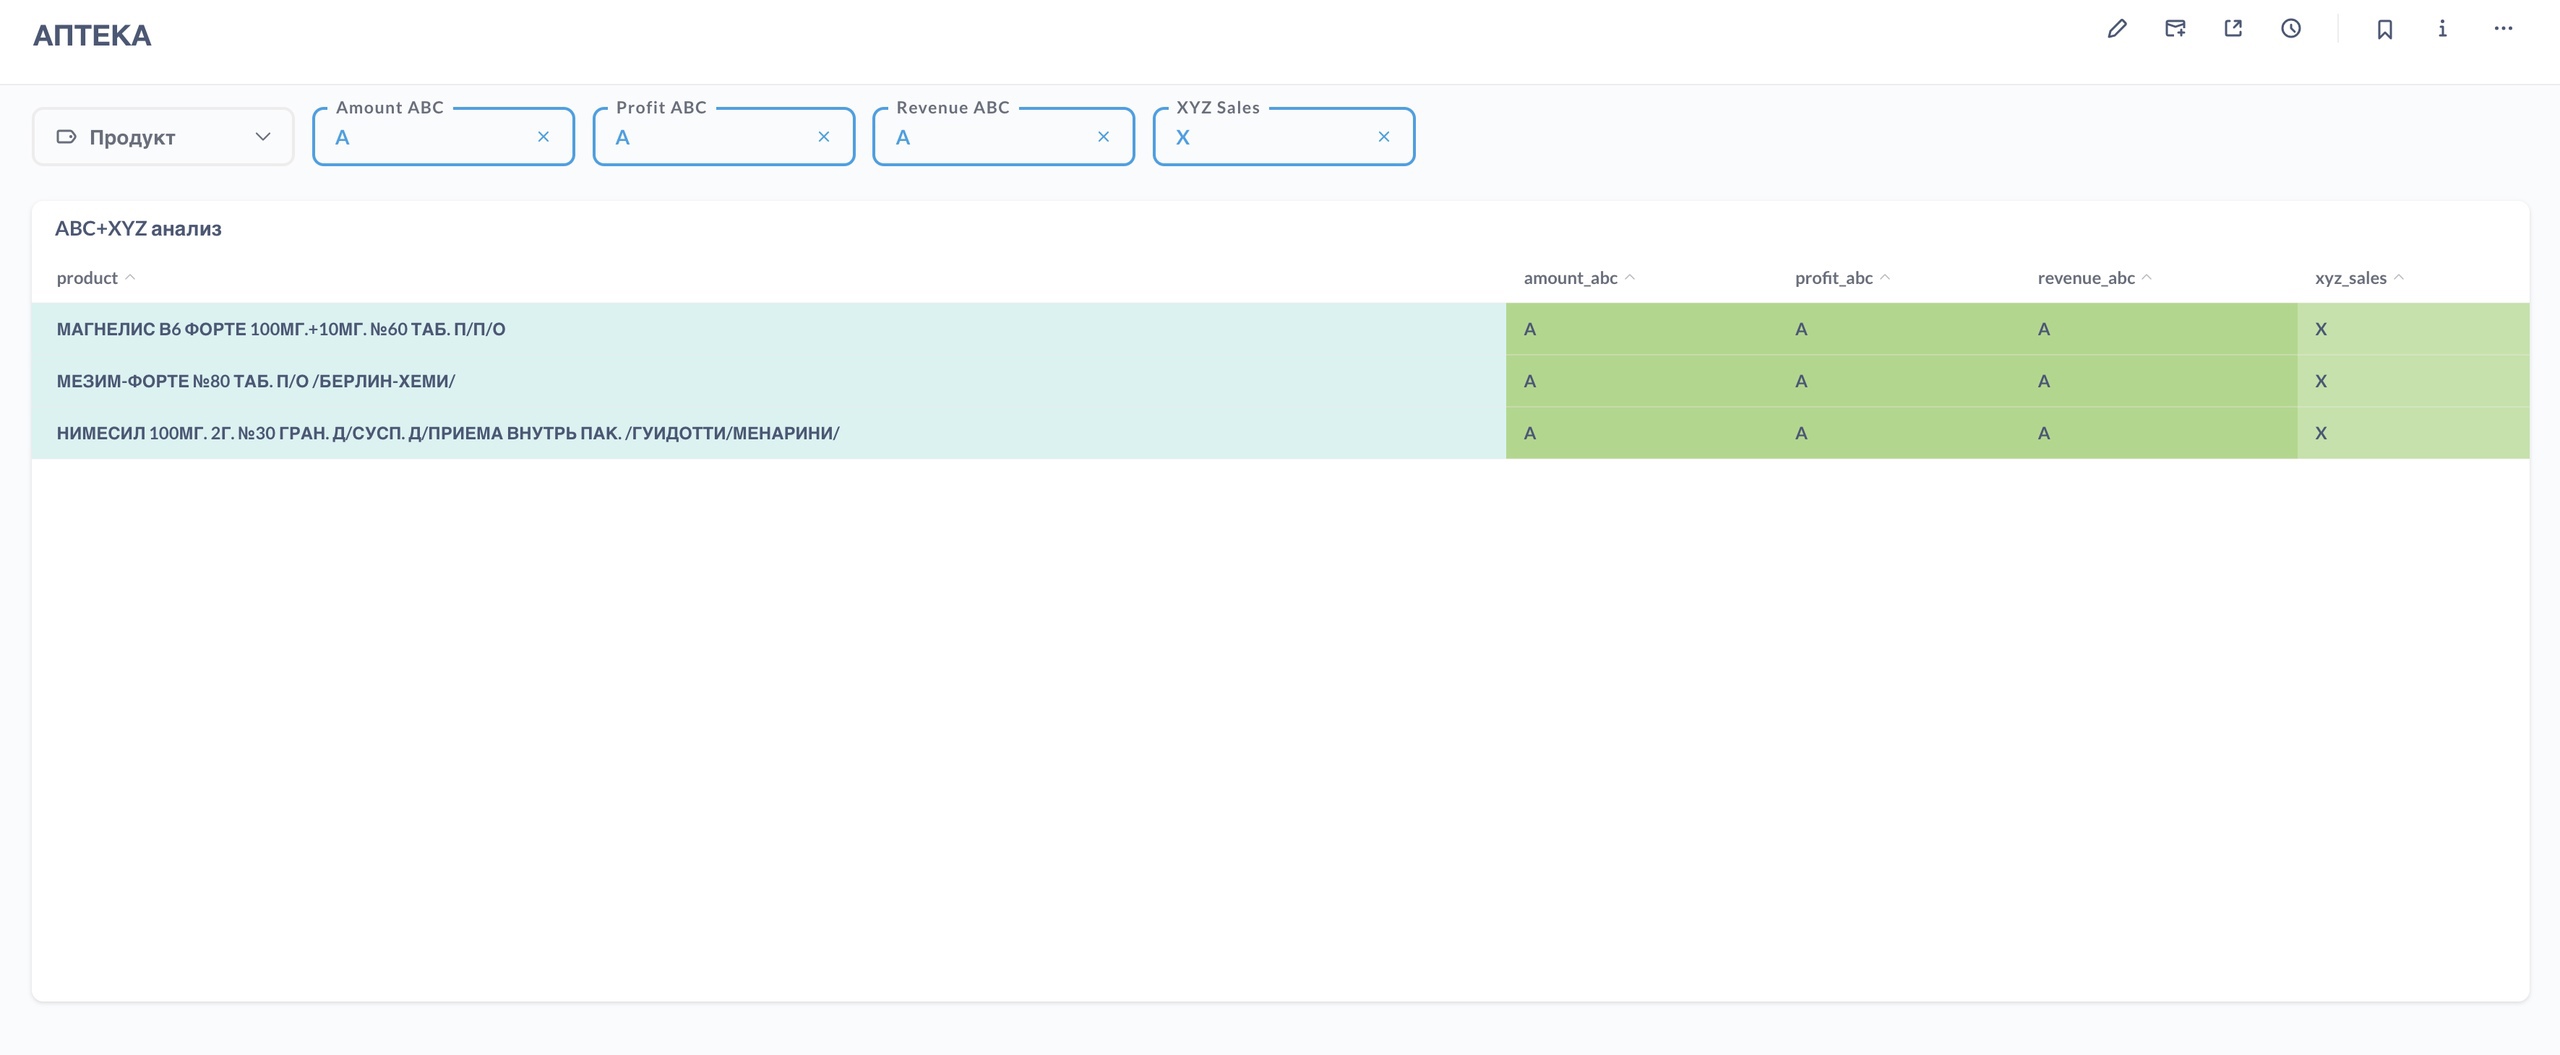 АПТЕКА
Amount ABC Profit ABC Revenue ABC XYZ Sales
Продукт A A A X
ABC+XYZ анализ
product amount_abc profit_abc revenue_abc xyz_sales
МАГНЕЛИС В6 ФОРТЕ 100МГ.+10МГ. №60 ТАБ. П/П/О A A A X
МЕЗИМ-ФОРТЕ №80 ТАБ. П/О /БЕРЛИН-ХЕМИ/ A A A X
НИМЕСИЛ 100МГ. 2Г. №30 ГРАН. Д/СУСП. Д/ПРИЕМА ВНУТРЬ ПАК. /ГУИДОТТИ/МЕНАРИНИ/ A A A X